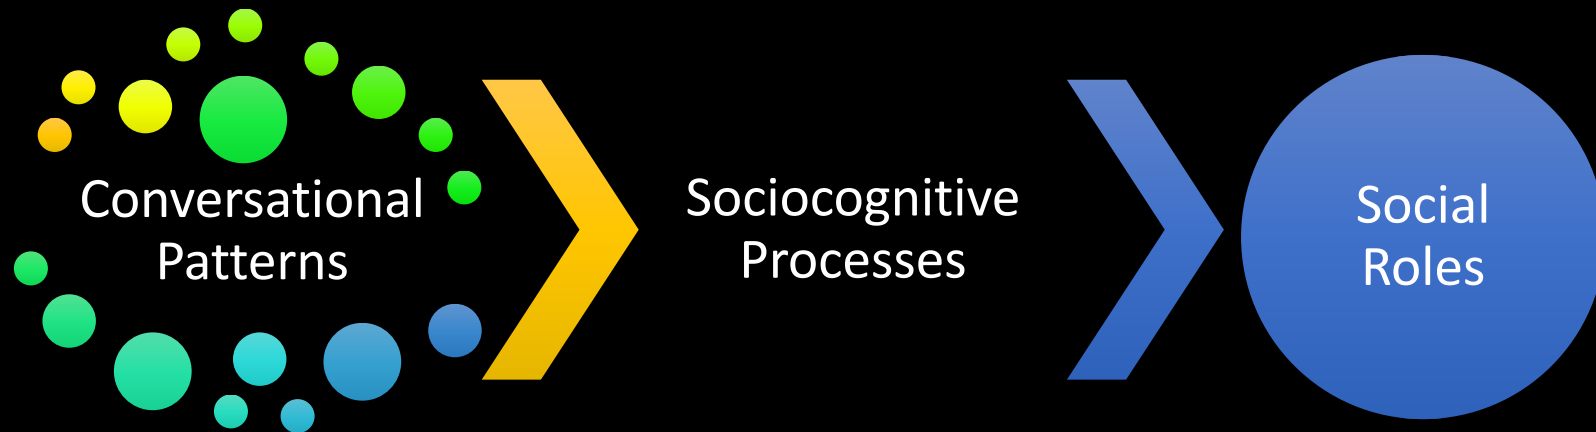 Conversational
Patterns
Sociocognitive
Processes
Social
Roles